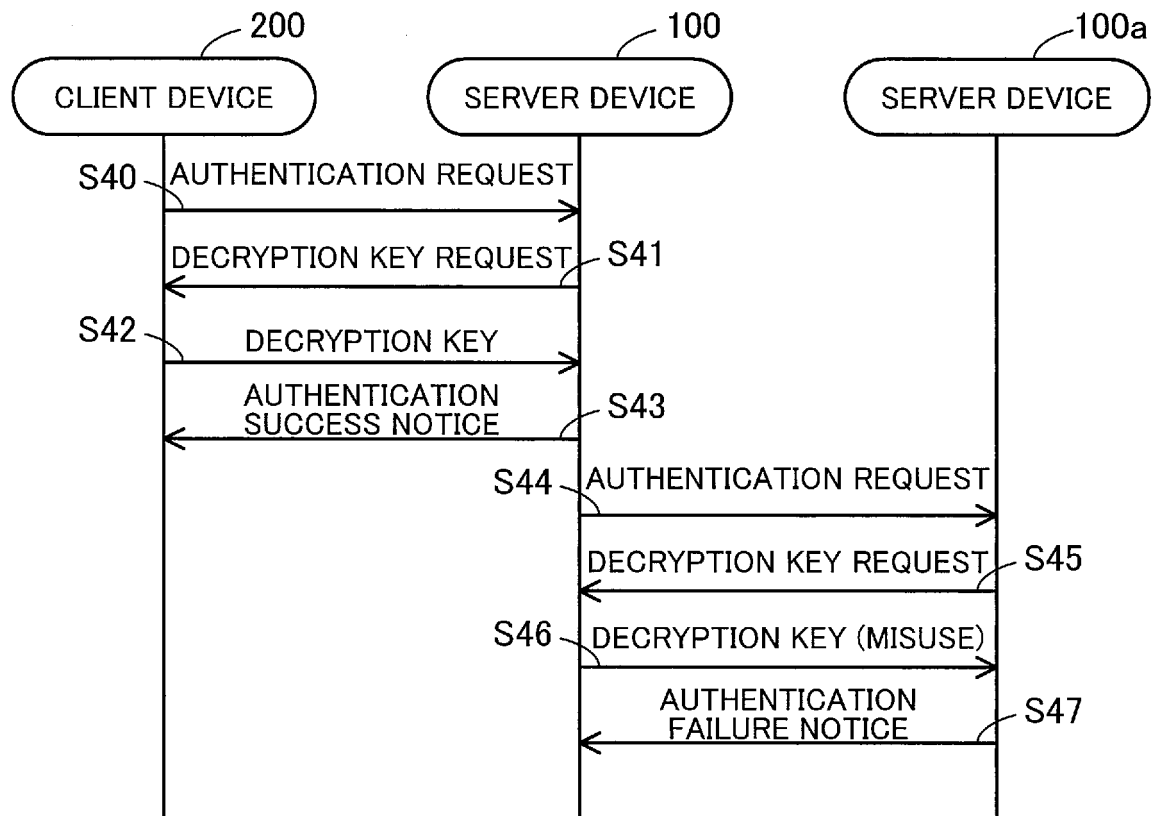 200
100
100a
CLIENT DEVICE
SERVER DEVICE
SERVER DEVICE
S40
AUTHENTICATION REQUEST
DECRYPTION KEY REQUEST
S41
S42
DECRYPTION KEY
AUTHENTICATION
SUCCESS NOTICE
S43
S44
AUTHENTICATION REQUEST
DECRYPTION KEY REQUEST
S45
S46
DECRYPTION KEY (MISUSE)
AUTHENTICATION
FAILURE NOTICE
S47